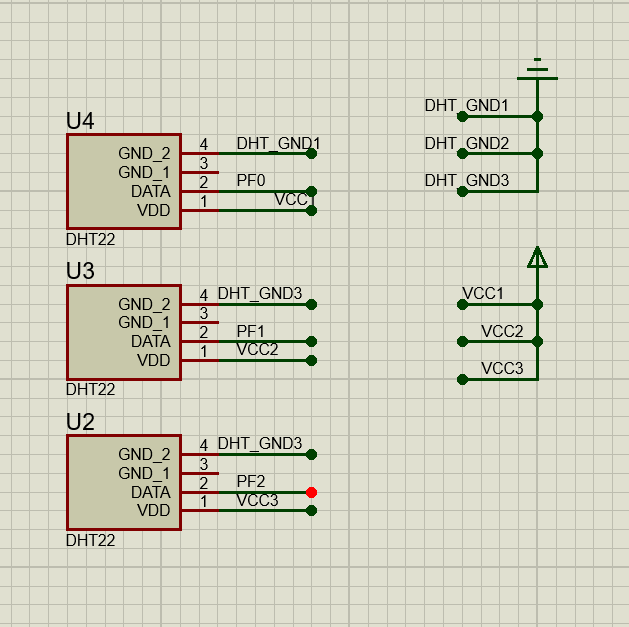 U4
GND_2 4 DHT_GND1
GND_1 3
DATA 2 PF0
VDD 1 VCC1
DHT22
U3
GND_2 4 DHT_GND3
GND_1 3
DATA 2 PF1
VDD 1 VCC2
DHT22
U2
GND_2 4 DHT_GND3
GND_1 3
DATA 2 PF2
VDD 1 VCC3
DHT22
DHT_GND1
DHT_GND2
DHT_GND3
VCC1
VCC2
VCC3